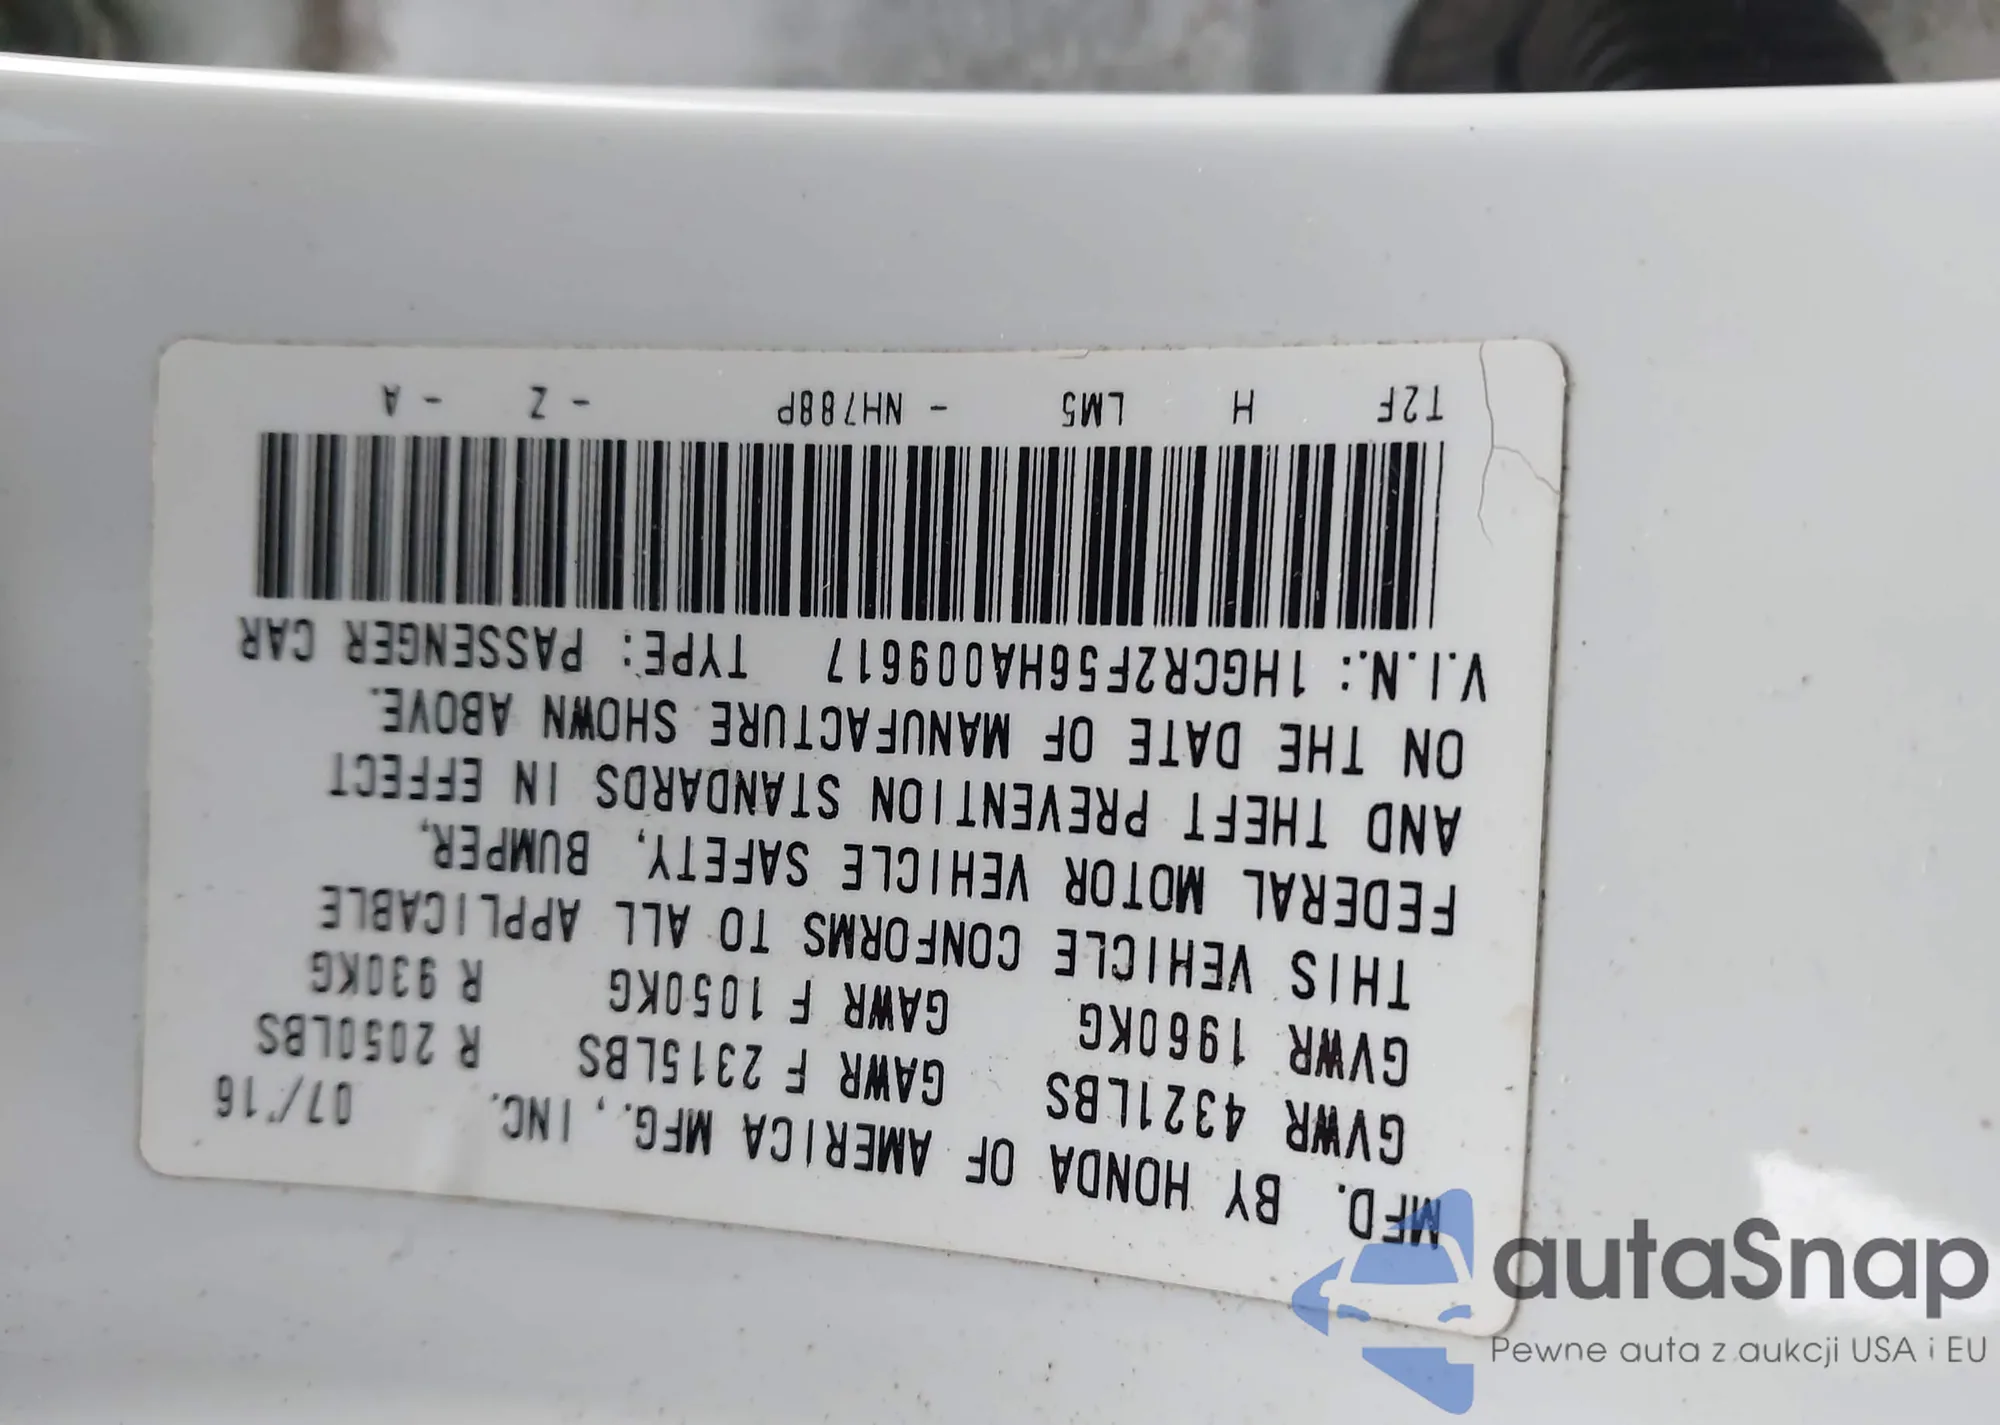 MFD. BY HONDA OF AMERICA MFG., INC. 07/'16
GVWR 4321LBS GAWR F 2315LBS R 2050LBS
GVWR 1960KG GAWR F 1050KG R 930KG
THIS VEHICLE CONFORMS TO ALL APPLICABLE
FEDERAL MOTOR VEHICLE SAFETY, BUMPER,
AND THEFT PREVENTION STANDARDS IN EFFECT
ON THE DATE OF MANUFACTURE SHOWN ABOVE.
V.I.N.: 1HGCR2F56HA009617 TYPE: PASSENGER CAR
T2F H LM5 - NH788P - Z - A
autaSnap
Pewne auta z aukcji USA i EU